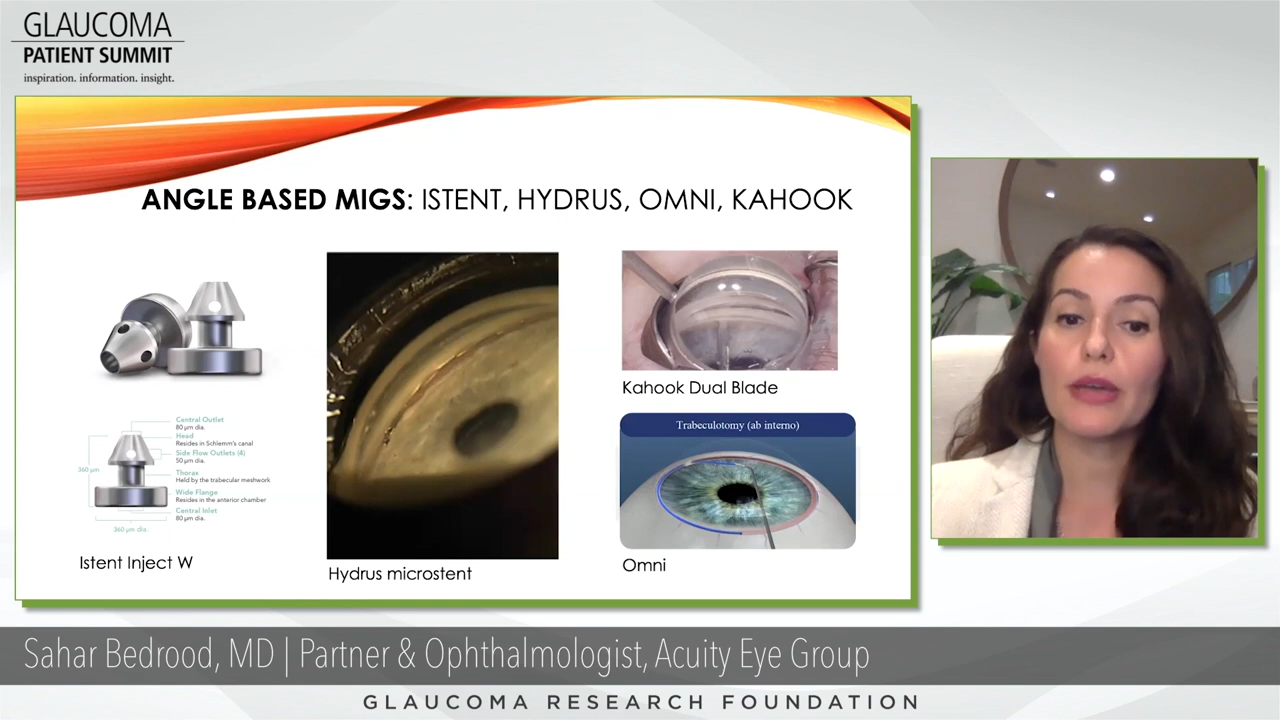 GLAUCOMA
PATIENT SUMMIT
inspiration. information. insight.
ANGLE BASED MIGS: ISTENT, HYDRUS, OMNI, KAHOOK
Central Outlet
80 μm dia.
Head
Resides in Schlemm's canal
Side Flow Outlets (4)
50 μm dia.
360 μm
Thorax
Held by the trabecular meshwork
Wide Flange
Resides in the anterior chamber
Central Inlet
80 μm dia.
360 μm dia.
Istent Inject W
Hydrus microstent
Kahook Dual Blade
Trabeculotomy (ab interno)
Omni
Sahar Bedrood, MD | Partner & Ophthalmologist, Acuity Eye Group
GLAUCOMA RESEARCH FOUNDATION